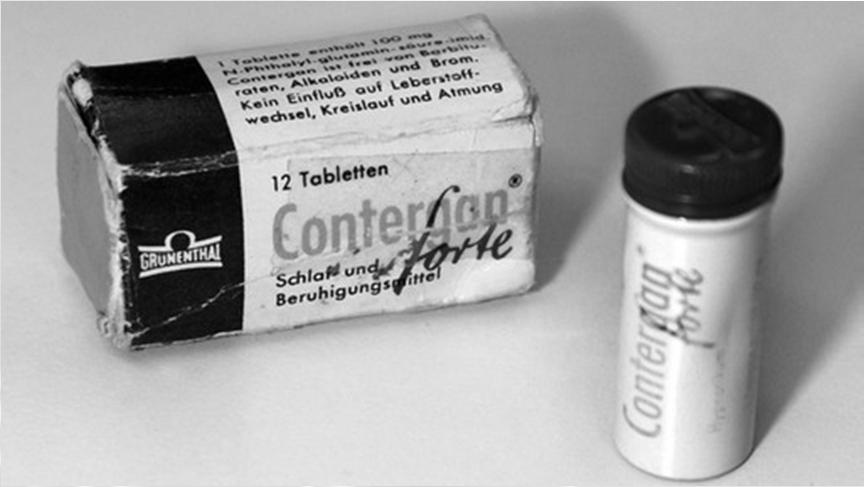 1 Tablette enthält 100 mg
N-Phthalyl-glutamin-säure-imid.
Contergan ist frei von Barbitu-
raten, Alkaloiden und Brom.
Kein Einfluß auf Leberstoff-
wechsel, Kreislauf und Atmung
12 Tabletten
Contergan®
forte
Schlaf- und
Beruhigungsmittel
GRÜNENTHAL
Contergan®
forte